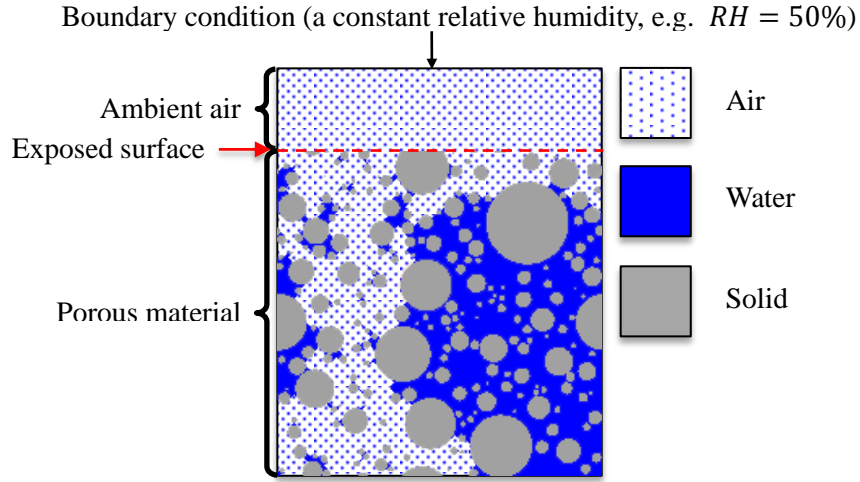 Boundary condition (a constant relative humidity, e.g. RH = 50%)
Ambient air
Exposed surface
Porous material
Air
Water
Solid